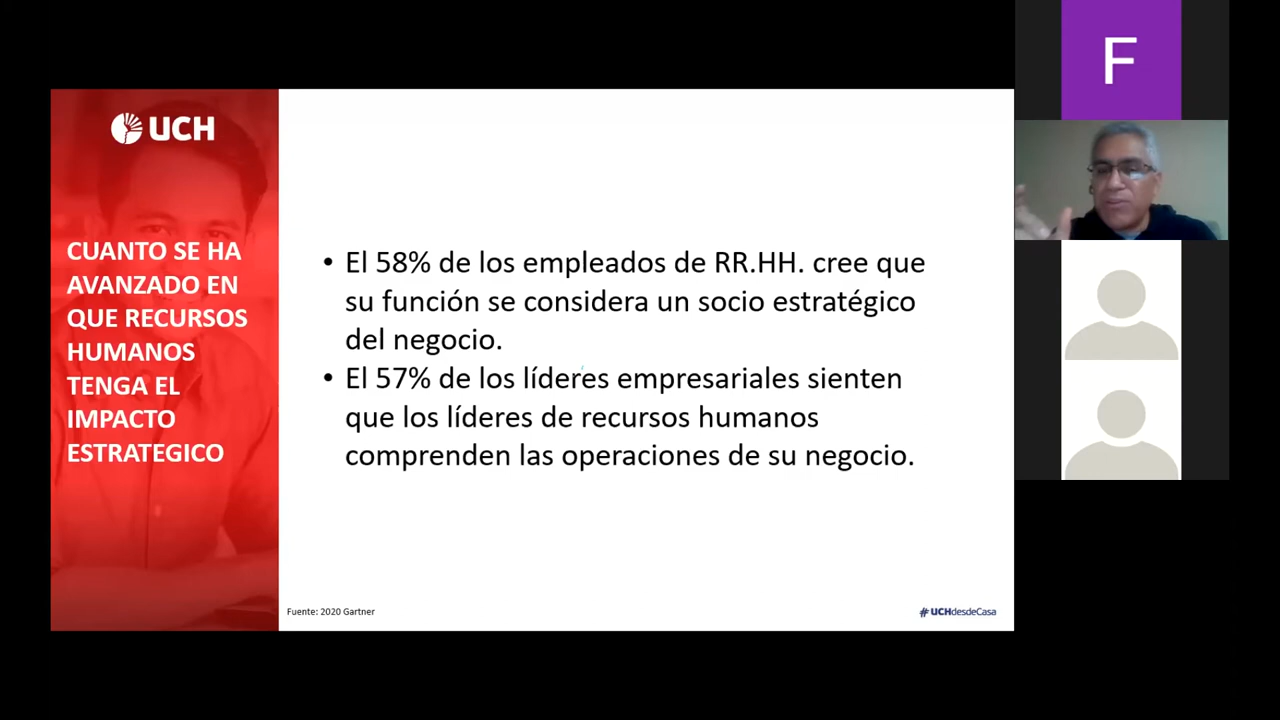 UCH
CUANTO SE HA
AVANZADO EN
QUE RECURSOS
HUMANOS
TENGA EL
IMPACTO
ESTRATEGICO
• El 58% de los empleados de RR.HH. cree que
su función se considera un socio estratégico
del negocio.
• El 57% de los líderes empresariales sienten
que los líderes de recursos humanos
comprenden las operaciones de su negocio.
Fuente: 2020 Gartner
#UCHdesdeCasa
F